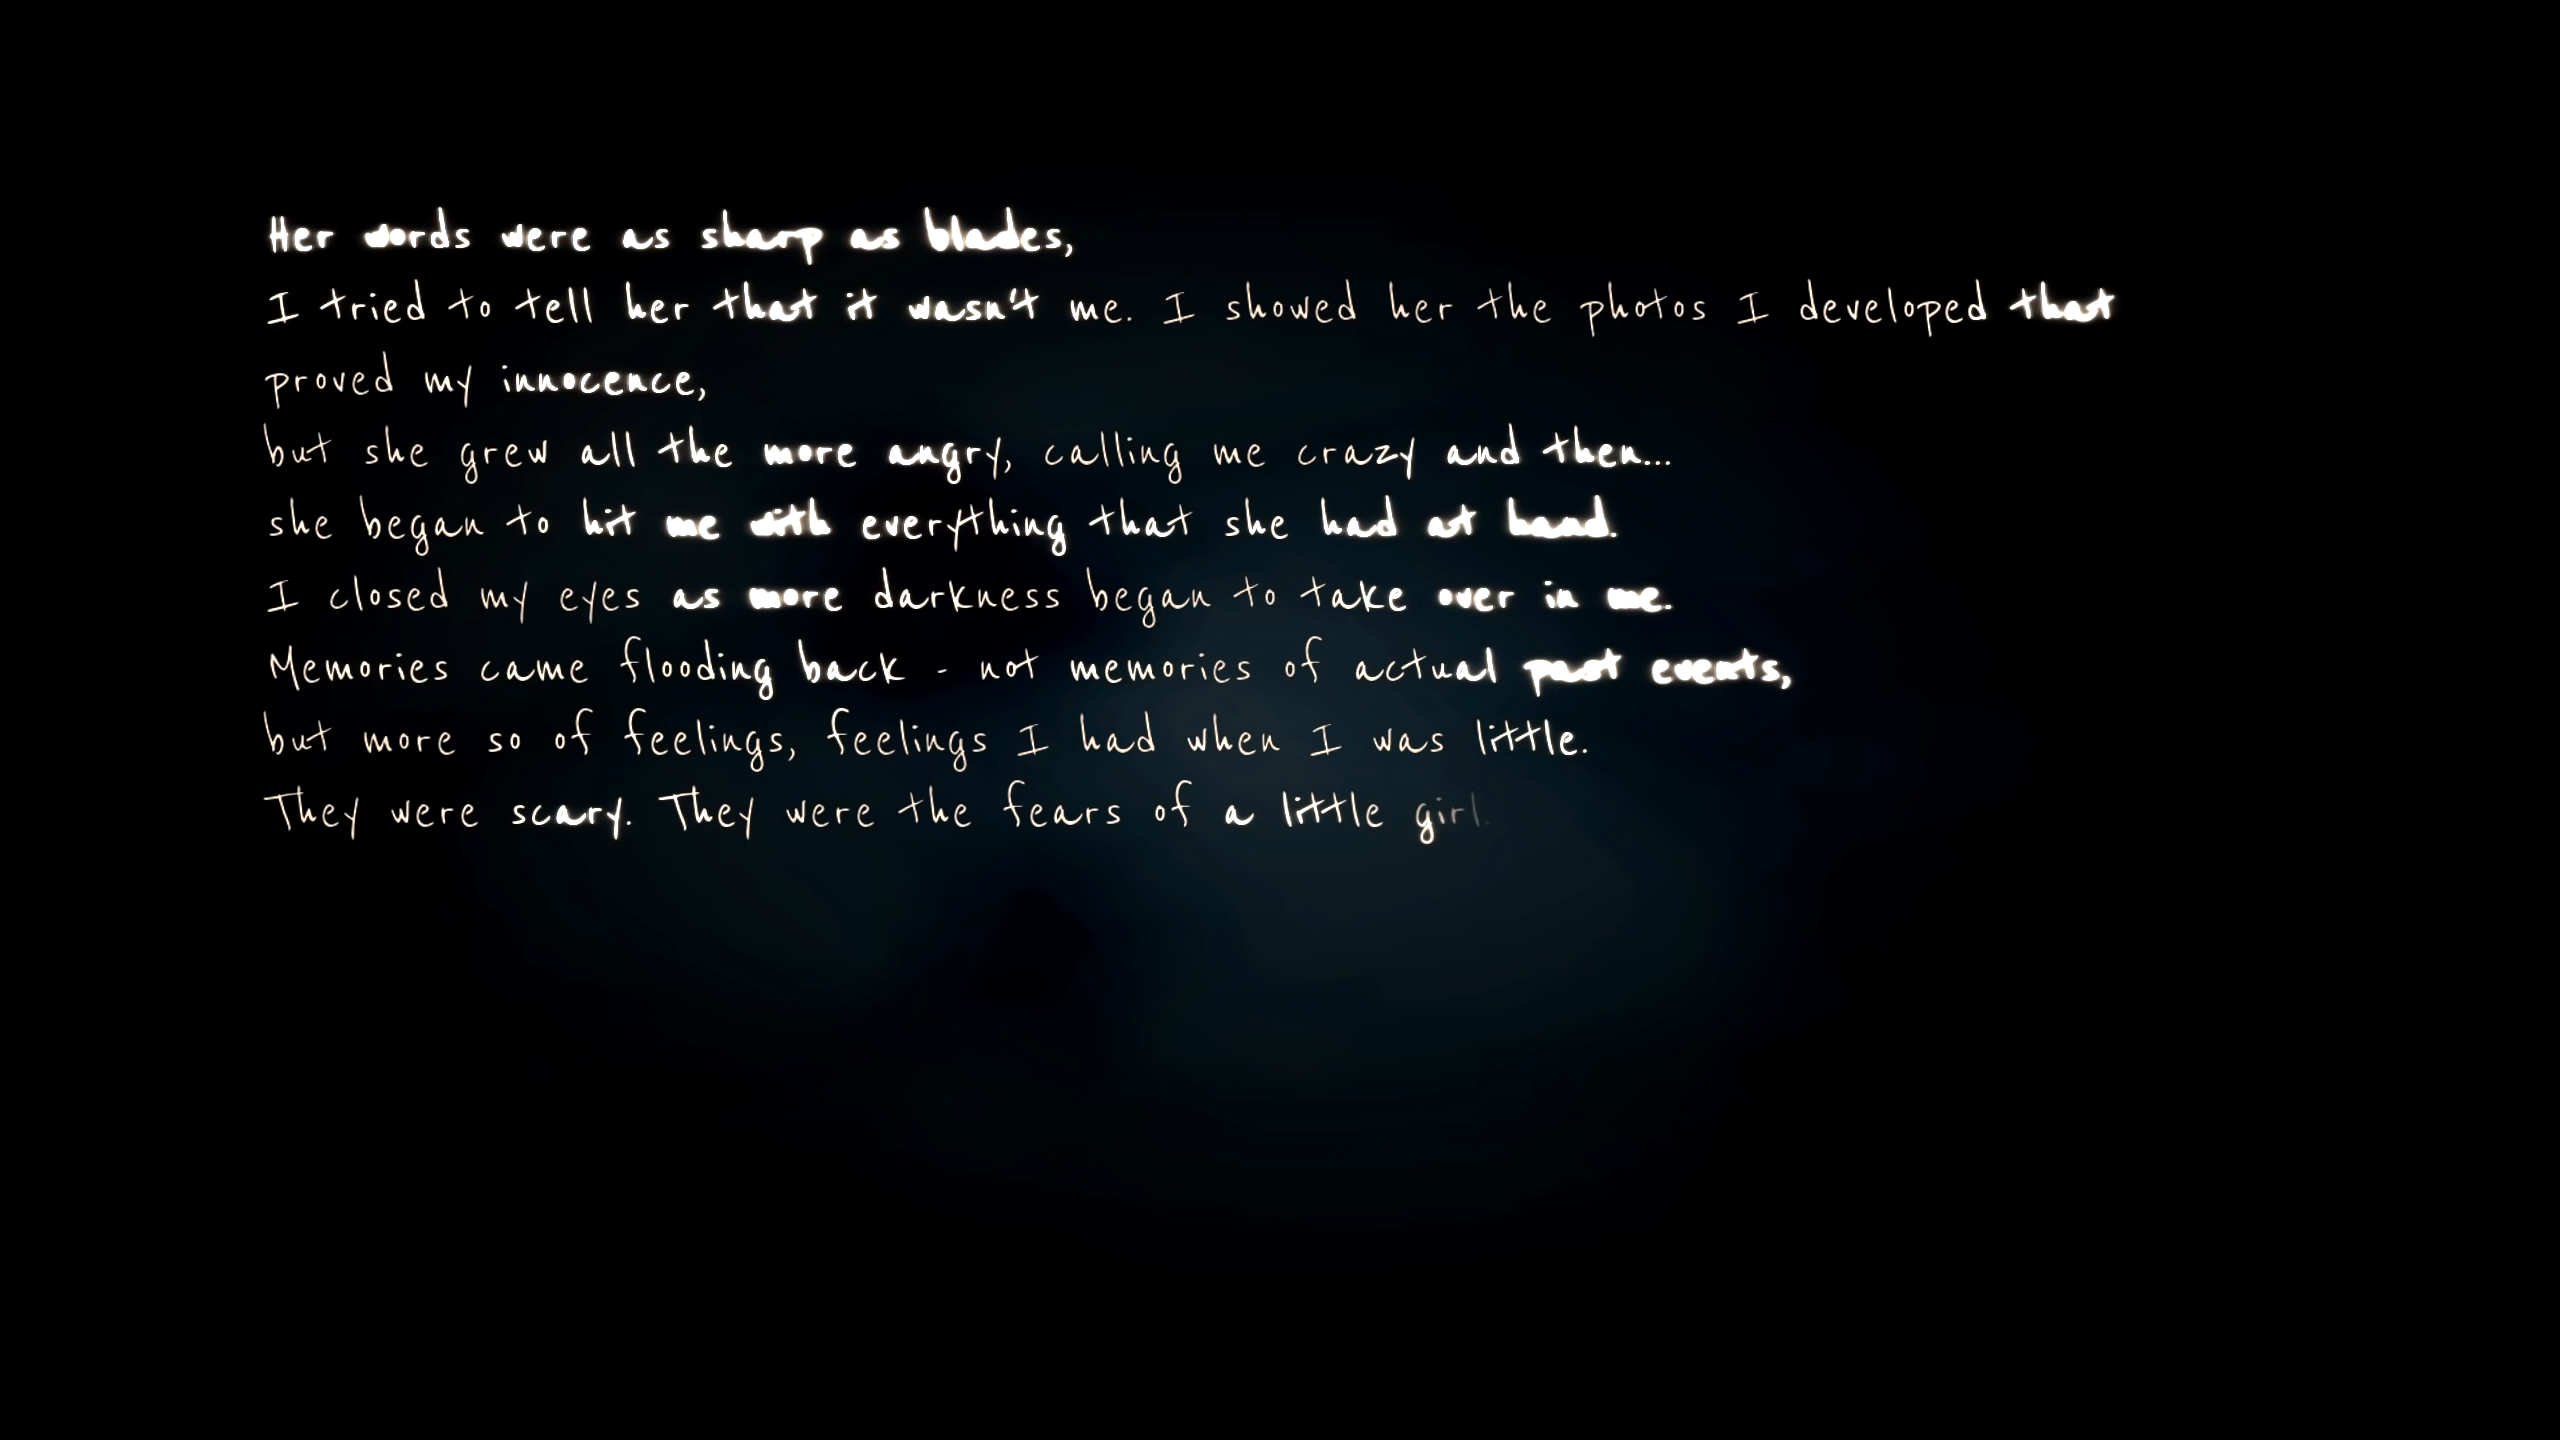 Her words were as sharp as blades,
I tried to tell her that it wasn't me. I showed her the photos I developed that
proved my innocence,
but she grew all the more angry, calling me crazy and then...
she began to hit me with everything that she had at hand.
I closed my eyes as more darkness began to take over in me.
Memories came flooding back - not memories of actual past events,
but more so of feelings, feelings I had when I was little.
They were scary. They were the fears of a little girl.